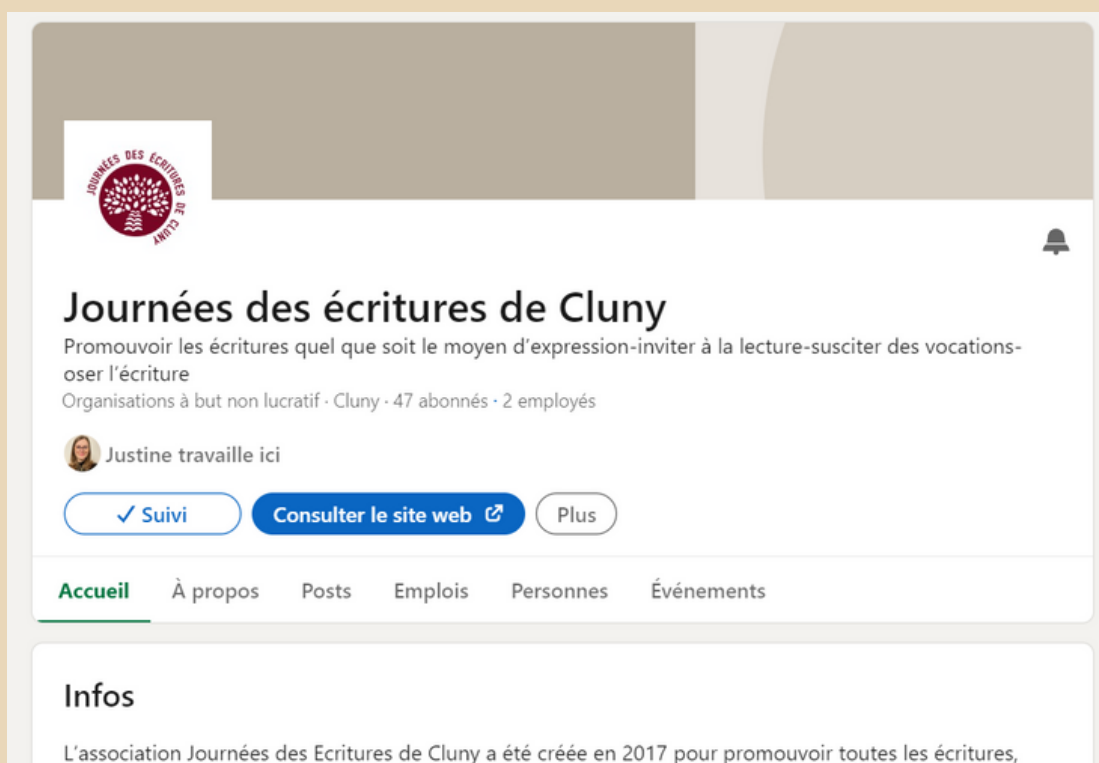 JOURNÉES DES ÉCRITURES DE CLUNY
Journées des écritures de Cluny
Promouvoir les écritures quel que soit le moyen d’expression-inviter à la lecture-susciter des vocations-
oser l’écriture
Organisations à but non lucratif · Cluny · 47 abonnés · 2 employés
Justine travaille ici
Suivi
Consulter le site web
Plus
Accueil
À propos
Posts
Emplois
Personnes
Événements
Infos
L’association Journées des Ecritures de Cluny a été créée en 2017 pour promouvoir toutes les écritures,